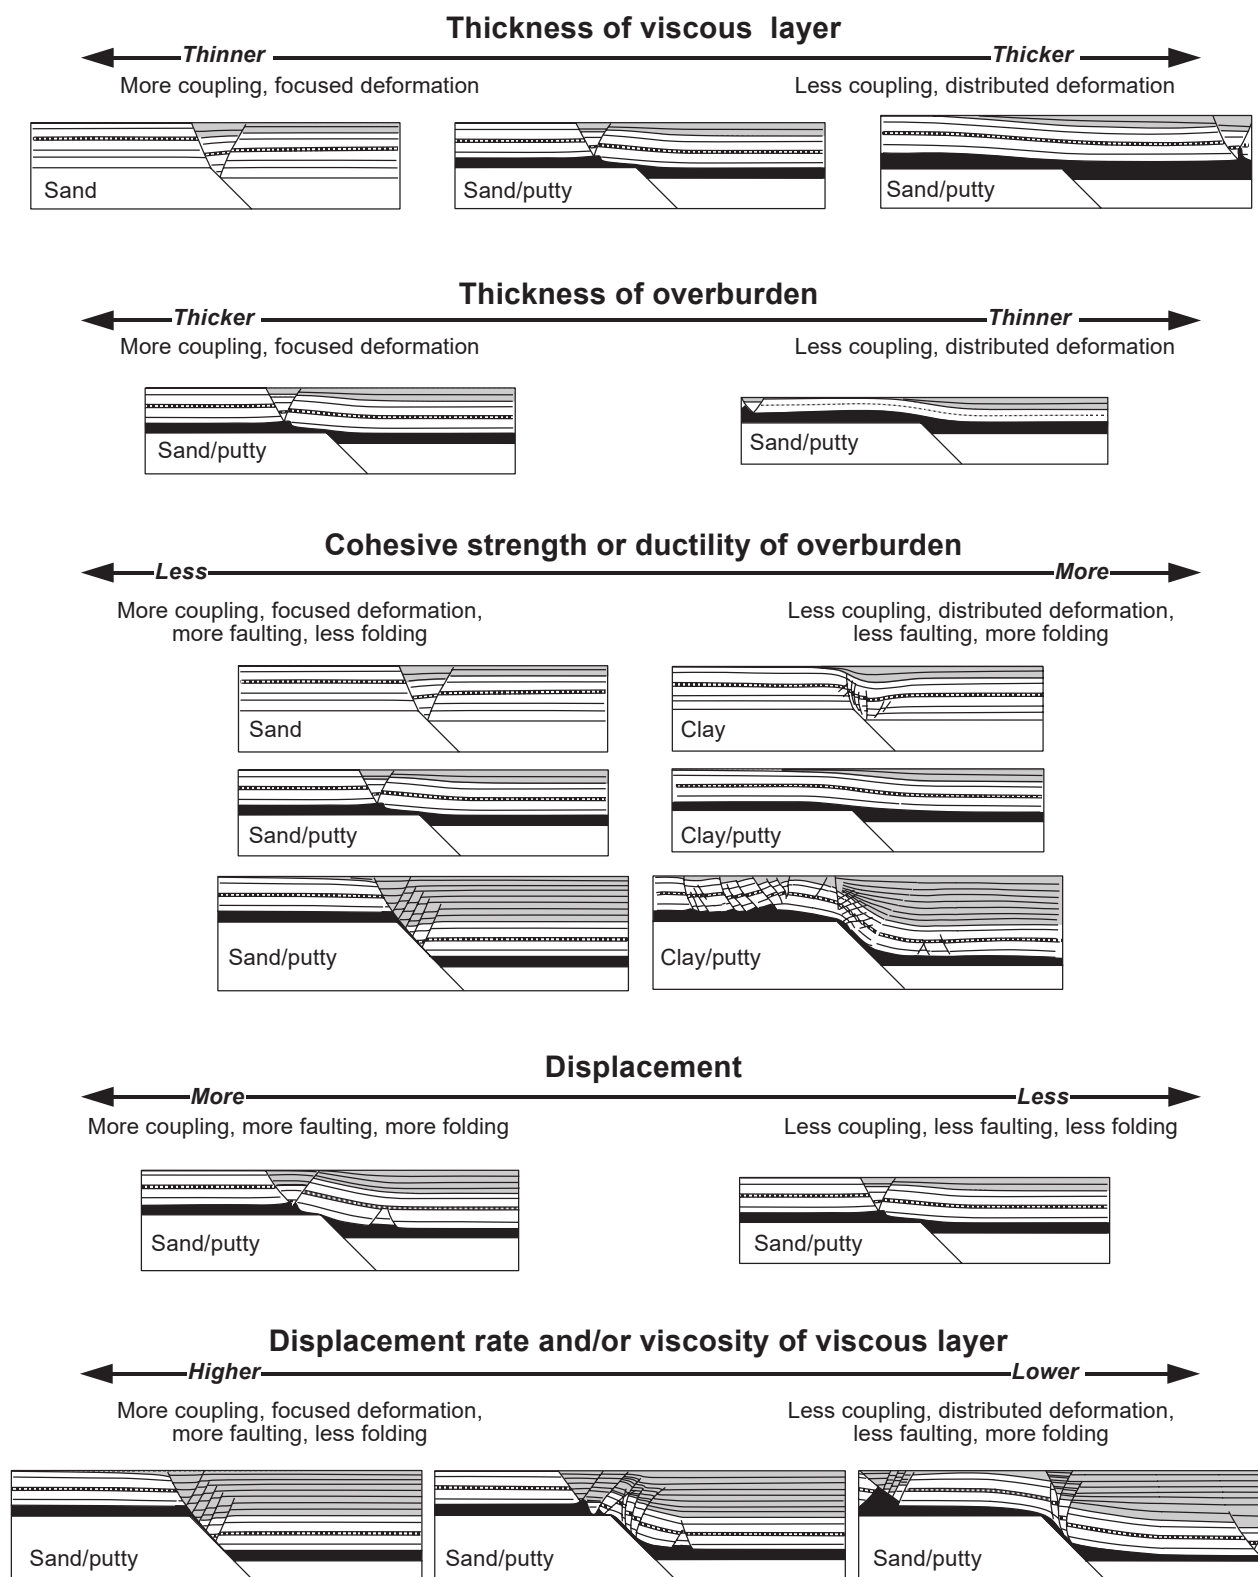 Thickness of viscous layer
Thinner
Thicker
More coupling, focused deformation
Less coupling, distributed deformation
Sand
Sand/putty
Sand/putty
Thickness of overburden
Thicker
Thinner
More coupling, focused deformation
Less coupling, distributed deformation
Sand/putty
Sand/putty
Cohesive strength or ductility of overburden
Less
More
More coupling, focused deformation,
more faulting, less folding
Less coupling, distributed deformation,
less faulting, more folding
Sand
Clay
Sand/putty
Clay/putty
Sand/putty
Clay/putty
Displacement
More
Less
More coupling, more faulting, more folding
Less coupling, less faulting, less folding
Sand/putty
Sand/putty
Displacement rate and/or viscosity of viscous layer
Higher
Lower
More coupling, focused deformation,
more faulting, less folding
Less coupling, distributed deformation,
less faulting, more folding
Sand/putty
Sand/putty
Sand/putty